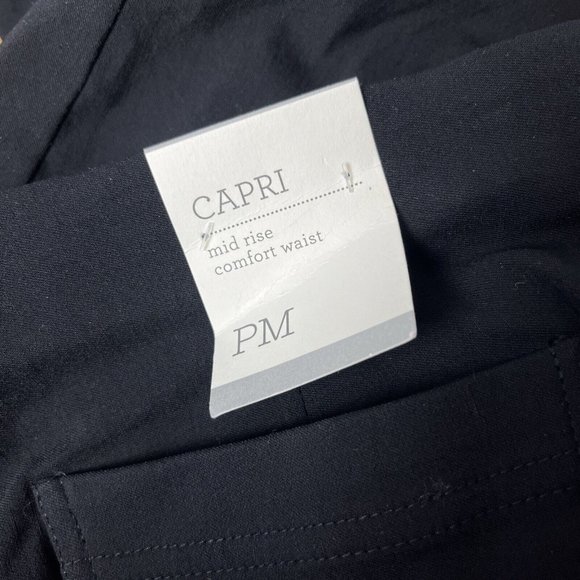 CAPRI
mid rise
comfort waist
PM